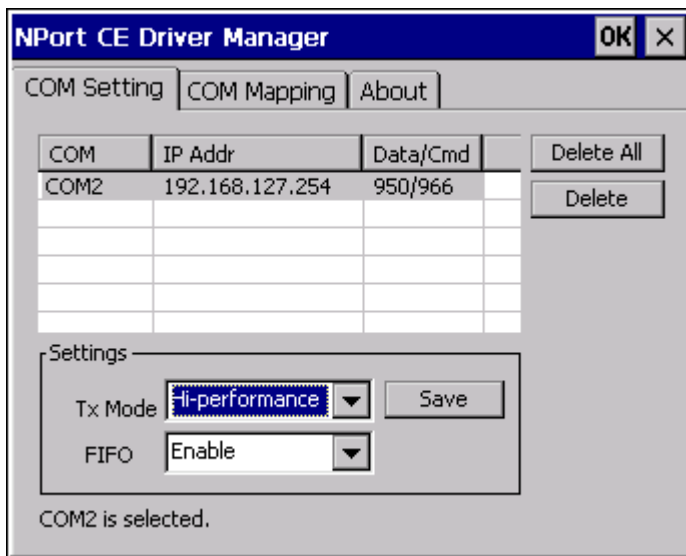 NPort CE Driver Manager OK ×
COM Setting COM Mapping About
COM IP Addr Data/Cmd Delete All
COM2 192.168.127.254 950/966
Delete
Settings
Tx Mode Hi-performance Save
FIFO Enable
COM2 is selected.